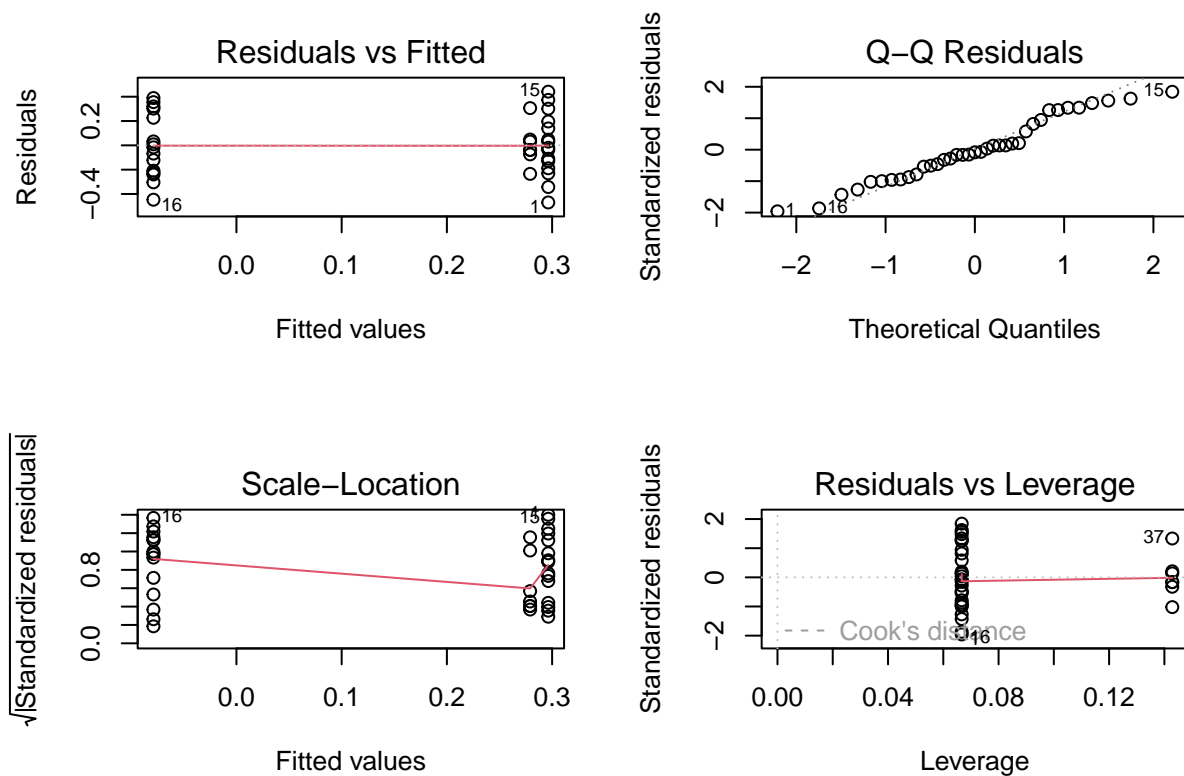 Residuals vs Fitted
Residuals
0.2
−0.4
15
16
1
0.0 0.1 0.2 0.3
Fitted values
Q−Q Residuals
Standardized residuals
2
0
−2
15
1
16
−2 −1 0 1 2
Theoretical Quantiles
Scale−Location
√|Standardized residuals|
0.8
0.0
16
15
0.0 0.1 0.2 0.3
Fitted values
Residuals vs Leverage
Standardized residuals
2
0
−2
37
Cook's distance
16
0.00 0.04 0.08 0.12
Leverage